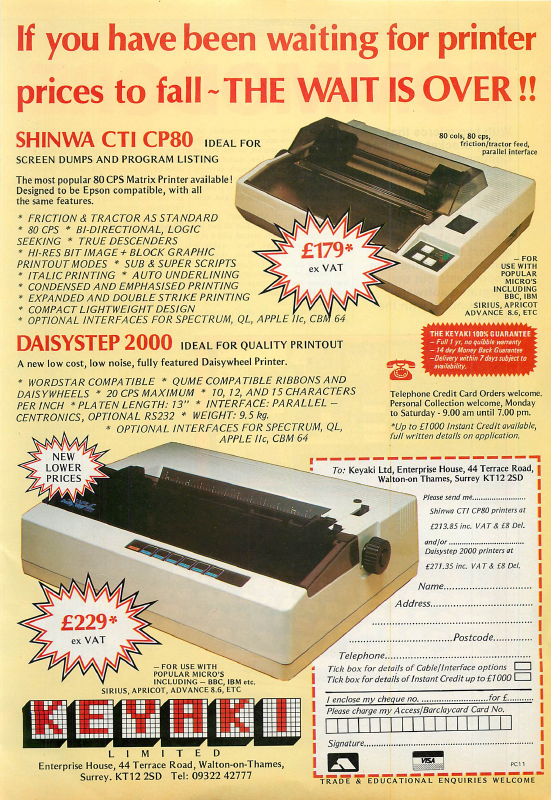 If you have been waiting for printer
prices to fall ~ THE WAIT IS OVER !!
SHINWA CTI CP80 IDEAL FOR
SCREEN DUMPS AND PROGRAM LISTING
The most popular 80 CPS Matrix Printer available!
Designed to be Epson compatible, with all
the same features.
* FRICTION & TRACTOR AS STANDARD
* 80 CPS * BI-DIRECTIONAL, LOGIC
SEEKING * TRUE DESCENDERS
* HI-RES BIT IMAGE + BLOCK GRAPHIC
PRINTOUT MODES * SUB & SUPER SCRIPTS
* ITALIC PRINTING * AUTO UNDERLINING
* CONDENSED AND EMPHASISED PRINTING
* EXPANDED AND DOUBLE STRIKE PRINTING
* COMPACT LIGHTWEIGHT DESIGN
* OPTIONAL INTERFACES FOR SPECTRUM, QL, APPLE IIc, CBM 64
80 cols, 80 cps,
friction/tractor feed,
parallel interface
£179*
ex VAT
– FOR
USE WITH
POPULAR
MICRO'S
INCLUDING
BBC, IBM
SIRIUS, APRICOT
ADVANCE 8.6, ETC
DAISYSTEP 2000 IDEAL FOR QUALITY PRINTOUT
A new low cost, low noise, fully featured Daisywheel Printer.
* WORDSTAR COMPATIBLE * QUME COMPATIBLE RIBBONS AND
DAISYWHEELS * 20 CPS MAXIMUM * 10, 12, AND 15 CHARACTERS
PER INCH * PLATEN LENGTH: 13" * INTERFACE: PARALLEL –
CENTRONICS, OPTIONAL RS232 * WEIGHT: 9.5 kg.
* OPTIONAL INTERFACES FOR SPECTRUM, QL,
APPLE IIc, CBM 64
THE KEYAKI 100% GUARANTEE
– Full 1 yr. no quibble warranty
– 14 day Money Back Guarantee
– Delivery within 7 days subject to
availability.
Telephone Credit Card Orders welcome.
Personal Collection welcome, Monday
to Saturday - 9.00 am until 7.00 pm.
*Up to £1000 Instant Credit available,
full written details on application.
NEW
LOWER
PRICES
£229*
ex VAT
– FOR USE WITH
POPULAR MICRO'S
INCLUDING – BBC, IBM etc.
SIRIUS, APRICOT, ADVANCE 8.6, ETC
KEYAKI
LIMITED
Enterprise House, 44 Terrace Road, Walton-on-Thames,
Surrey. KT12 2SD Tel: 09322 42777
To: Keyaki Ltd, Enterprise House, 44 Terrace Road,
Walton-on Thames, Surrey KT12 2SD
Please send me....................
Shinwa CTI CP80 printers at
£213.85 inc. VAT & £8 Del.
and/or ............................
Daisystep 2000 printers at
£271.35 inc. VAT & £8 Del.
Name............................
Address............................
Postcode....................
Telephone............................
Tick box for details of Cable/Interface options
Tick box for details of Instant Credit up to £1000
I enclose my cheque no. ....................for £..........
Please charge my Access/Barclaycard Card No.
Signature............................
VISA
PC11
TRADE & EDUCATIONAL ENQUIRIES WELCOME